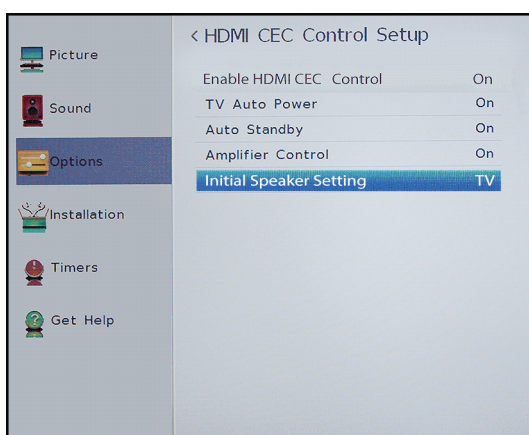 < HDMI CEC Control Setup
Picture
Sound
Options
Installation
Timers
Get Help
Enable HDMI CEC Control On
TV Auto Power On
Auto Standby On
Amplifier Control On
Initial Speaker Setting TV